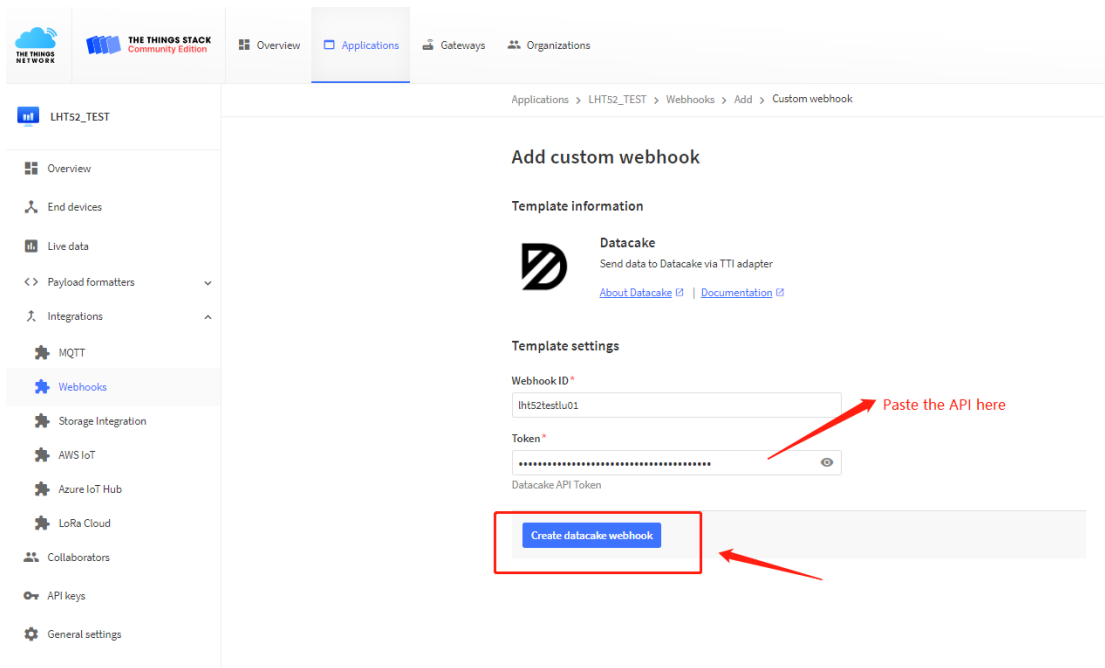 THE THINGS
NETWORK
THE THINGS STACK
Community Edition
Overview
Applications
Gateways
Organizations
LHT52_TEST
Overview
End devices
Live data
Payload formatters
Integrations
MQTT
Webhooks
Storage Integration
AWS IoT
Azure IoT Hub
LoRa Cloud
Collaborators
API keys
General settings
Applications > LHT52_TEST > Webhooks > Add > Custom webhook
Add custom webhook
Template information
Datacake
Send data to Datacake via TTI adapter
About Datacake | Documentation
Template settings
Webhook ID*
lht52testlu01
Paste the API here
Token*
••••••••••••••••••••••••••••••••••••••••
Datacake API Token
Create datacake webhook